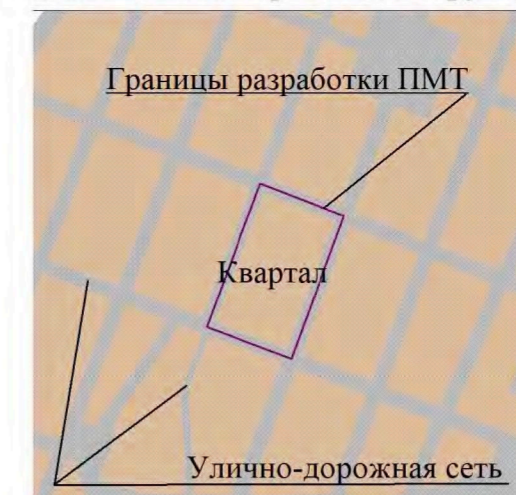 Границы разработки ПМТ
Квартал
Улично-дорожная сеть